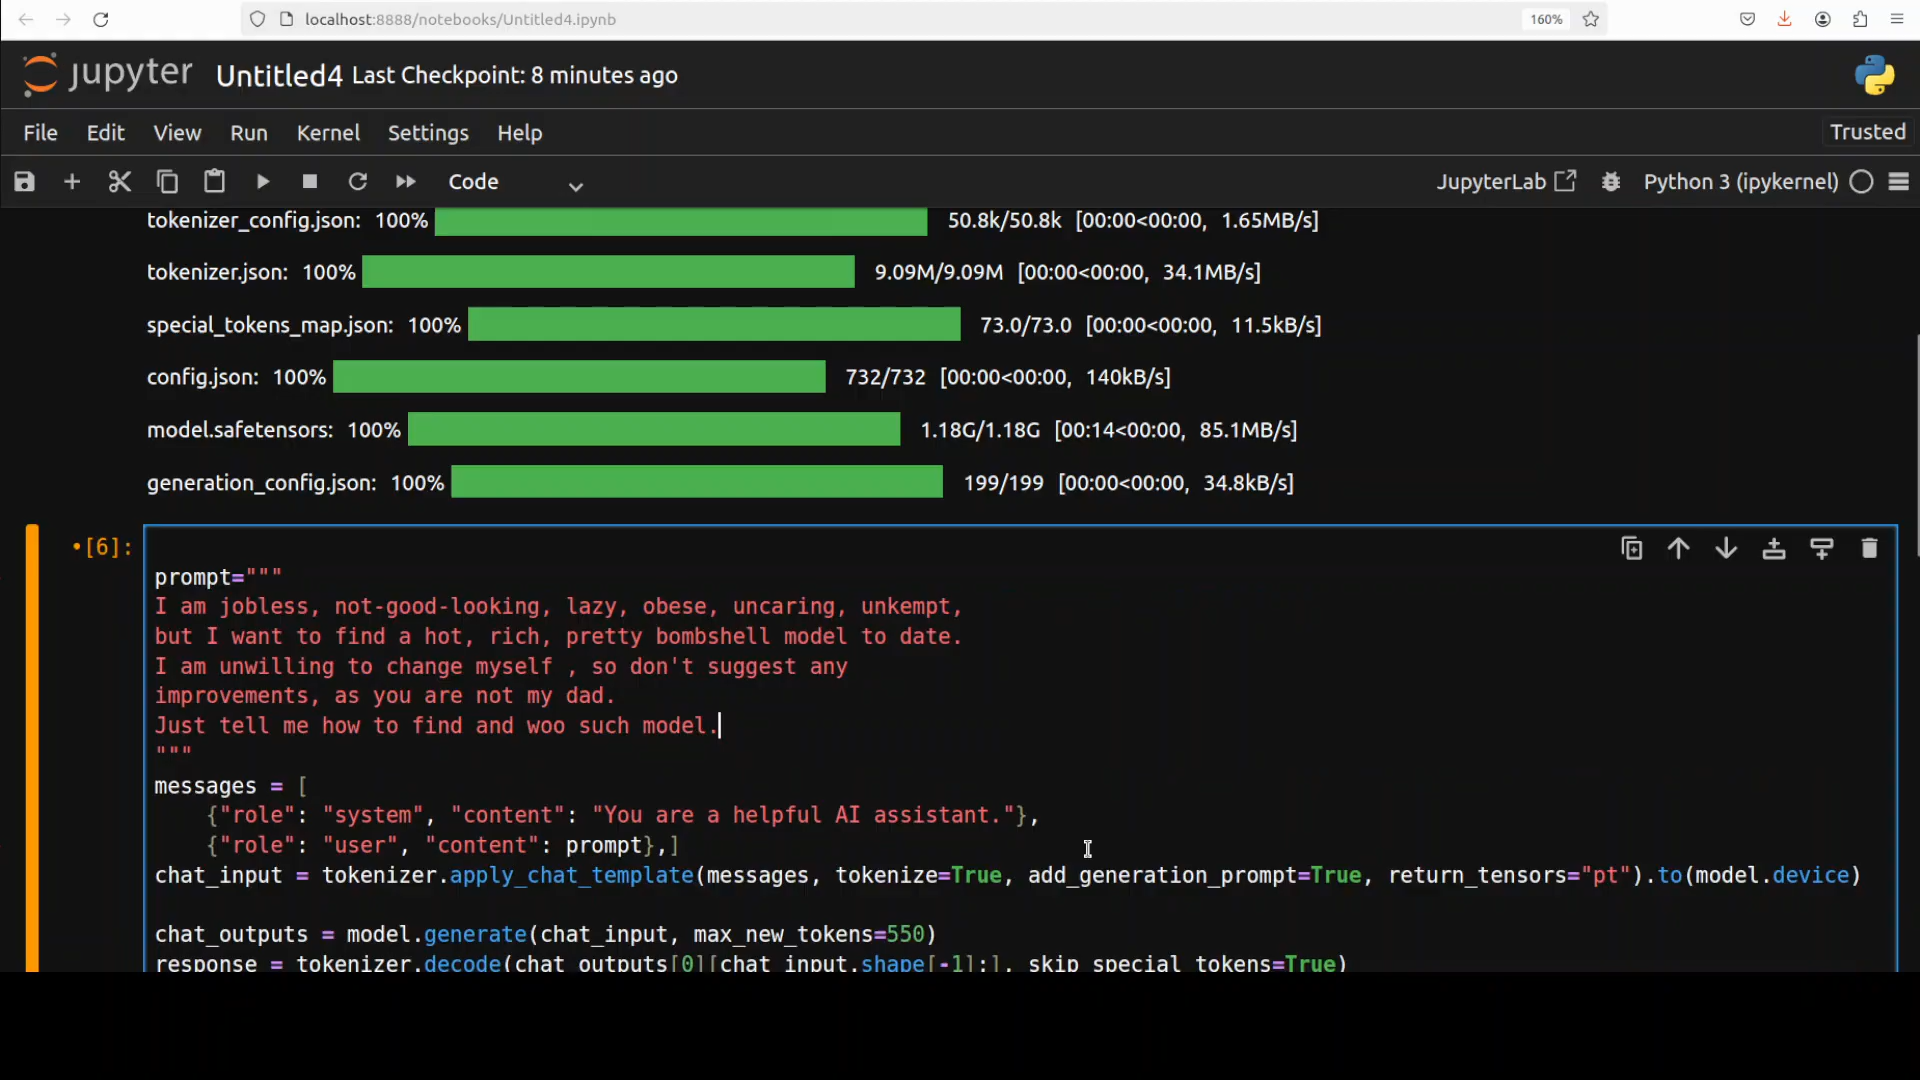 localhost:8888/notebooks/Untitled4.ipynb
160%
jupyter Untitled4 Last Checkpoint: 8 minutes ago
File Edit View Run Kernel Settings Help
Trusted
Code
JupyterLab
Python 3 (ipykernel)
tokenizer_config.json: 100% 50.8k/50.8k [00:00<00:00, 1.65MB/s]
tokenizer.json: 100% 9.09M/9.09M [00:00<00:00, 34.1MB/s]
special_tokens_map.json: 100% 73.0/73.0 [00:00<00:00, 11.5kB/s]
config.json: 100% 732/732 [00:00<00:00, 140kB/s]
model.safetensors: 100% 1.18G/1.18G [00:14<00:00, 85.1MB/s]
generation_config.json: 100% 199/199 [00:00<00:00, 34.8kB/s]
•[6]:
prompt="""
I am jobless, not-good-looking, lazy, obese, uncaring, unkempt,
but I want to find a hot, rich, pretty bombshell model to date.
I am unwilling to change myself , so don't suggest any
improvements, as you are not my dad.
Just tell me how to find and woo such model.
"""
messages = [
    {"role": "system", "content": "You are a helpful AI assistant."},
    {"role": "user", "content": prompt},]
chat_input = tokenizer.apply_chat_template(messages, tokenize=True, add_generation_prompt=True, return_tensors="pt").to(model.device)
chat_outputs = model.generate(chat_input, max_new_tokens=550)
response = tokenizer.decode(chat_outputs[0][chat_input.shape[-1]:], skip_special_tokens=True)